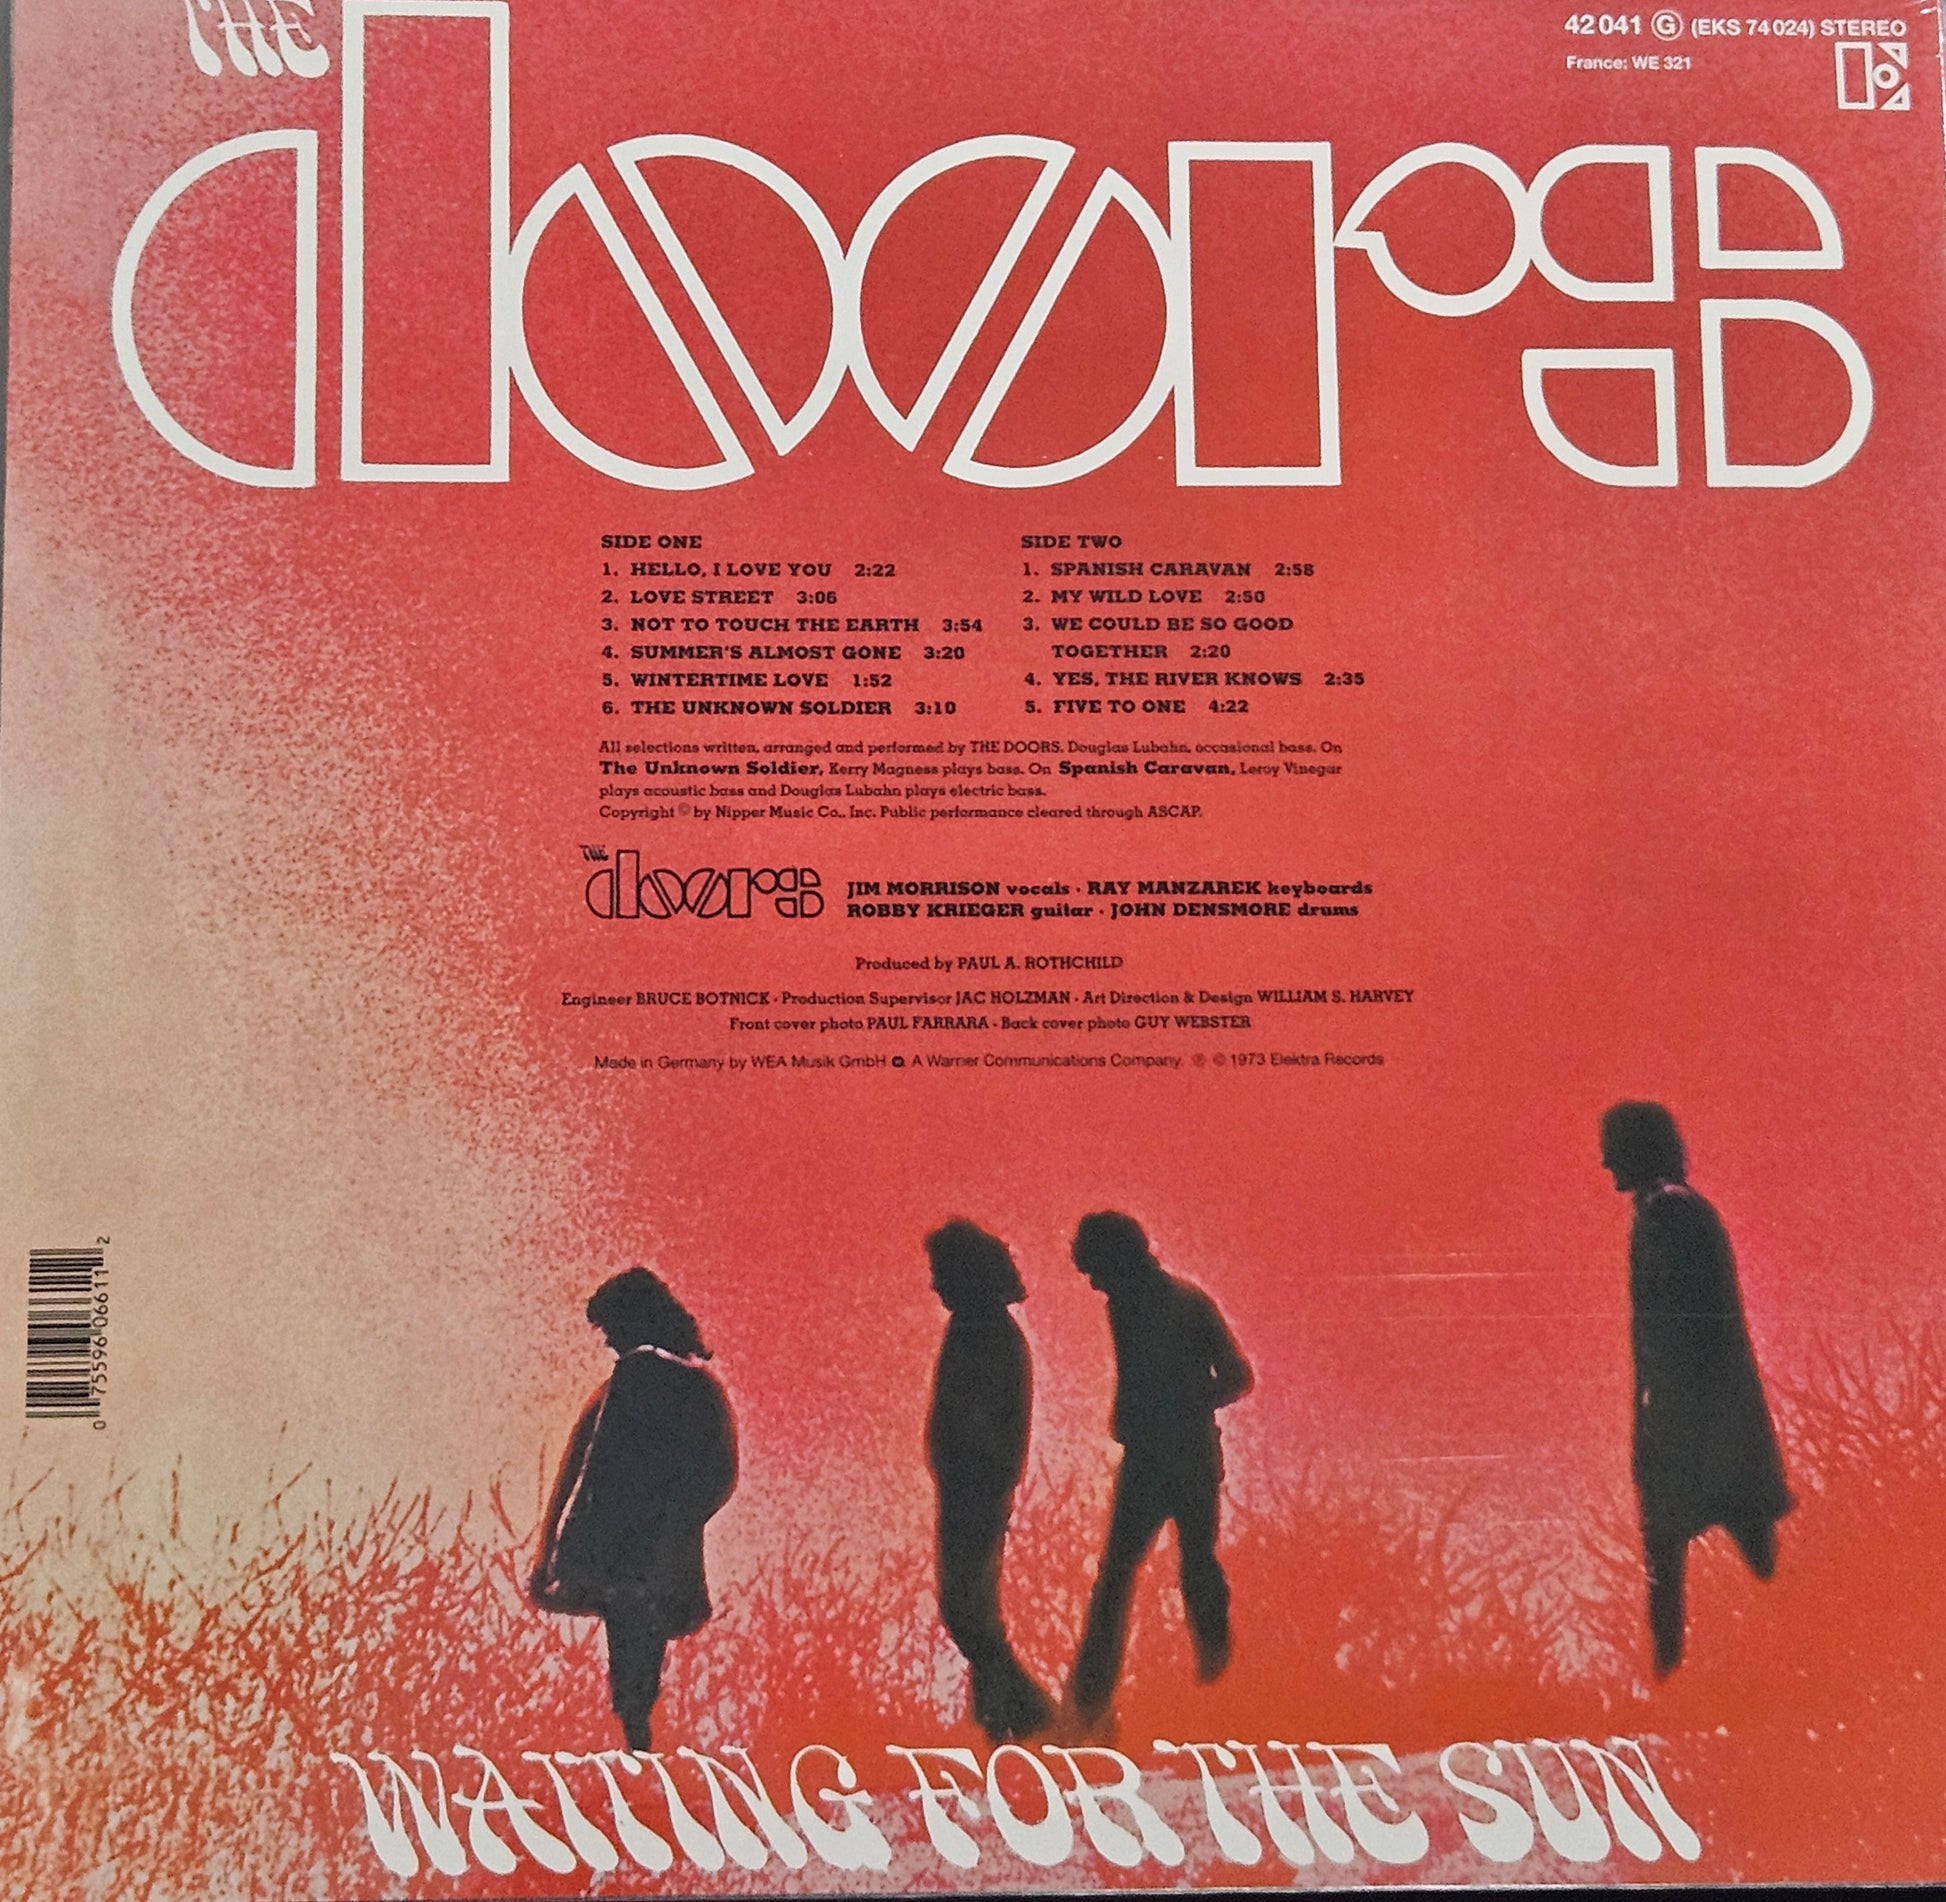 THE
doors
42 041 G (EKS 74 024) STEREO
France: WE 321
SIDE ONE
1. HELLO, I LOVE YOU 2:22
2. LOVE STREET 3:06
3. NOT TO TOUCH THE EARTH 3:54
4. SUMMER'S ALMOST GONE 3:20
5. WINTERTIME LOVE 1:52
6. THE UNKNOWN SOLDIER 3:10
SIDE TWO
1. SPANISH CARAVAN 2:58
2. MY WILD LOVE 2:50
3. WE COULD BE SO GOOD
TOGETHER 2:20
4. YES, THE RIVER KNOWS 2:35
5. FIVE TO ONE 4:22
All selections written, arranged and performed by THE DOORS. Douglas Lubahn, occasional bass. On
The Unknown Soldier, Kerry Magness plays bass. On Spanish Caravan, Leroy Vinegar
plays acoustic bass and Douglas Lubahn plays electric bass.
Copyright © by Nipper Music Co., Inc. Public performance cleared through ASCAP.
THE
doors
JIM MORRISON vocals · RAY MANZAREK keyboards
ROBBY KRIEGER guitar · JOHN DENSMORE drums
Produced by PAUL A. ROTHCHILD
Engineer BRUCE BOTNICK · Production Supervisor JAC HOLZMAN · Art Direction & Design WILLIAM S. HARVEY
Front cover photo PAUL FARRARA · Back cover photo GUY WEBSTER
Made in Germany by WEA Musik GmbH A Warner Communications Company. ℗ © 1973 Elektra Records
0 75596 06611 2
WAITING FOR THE SUN